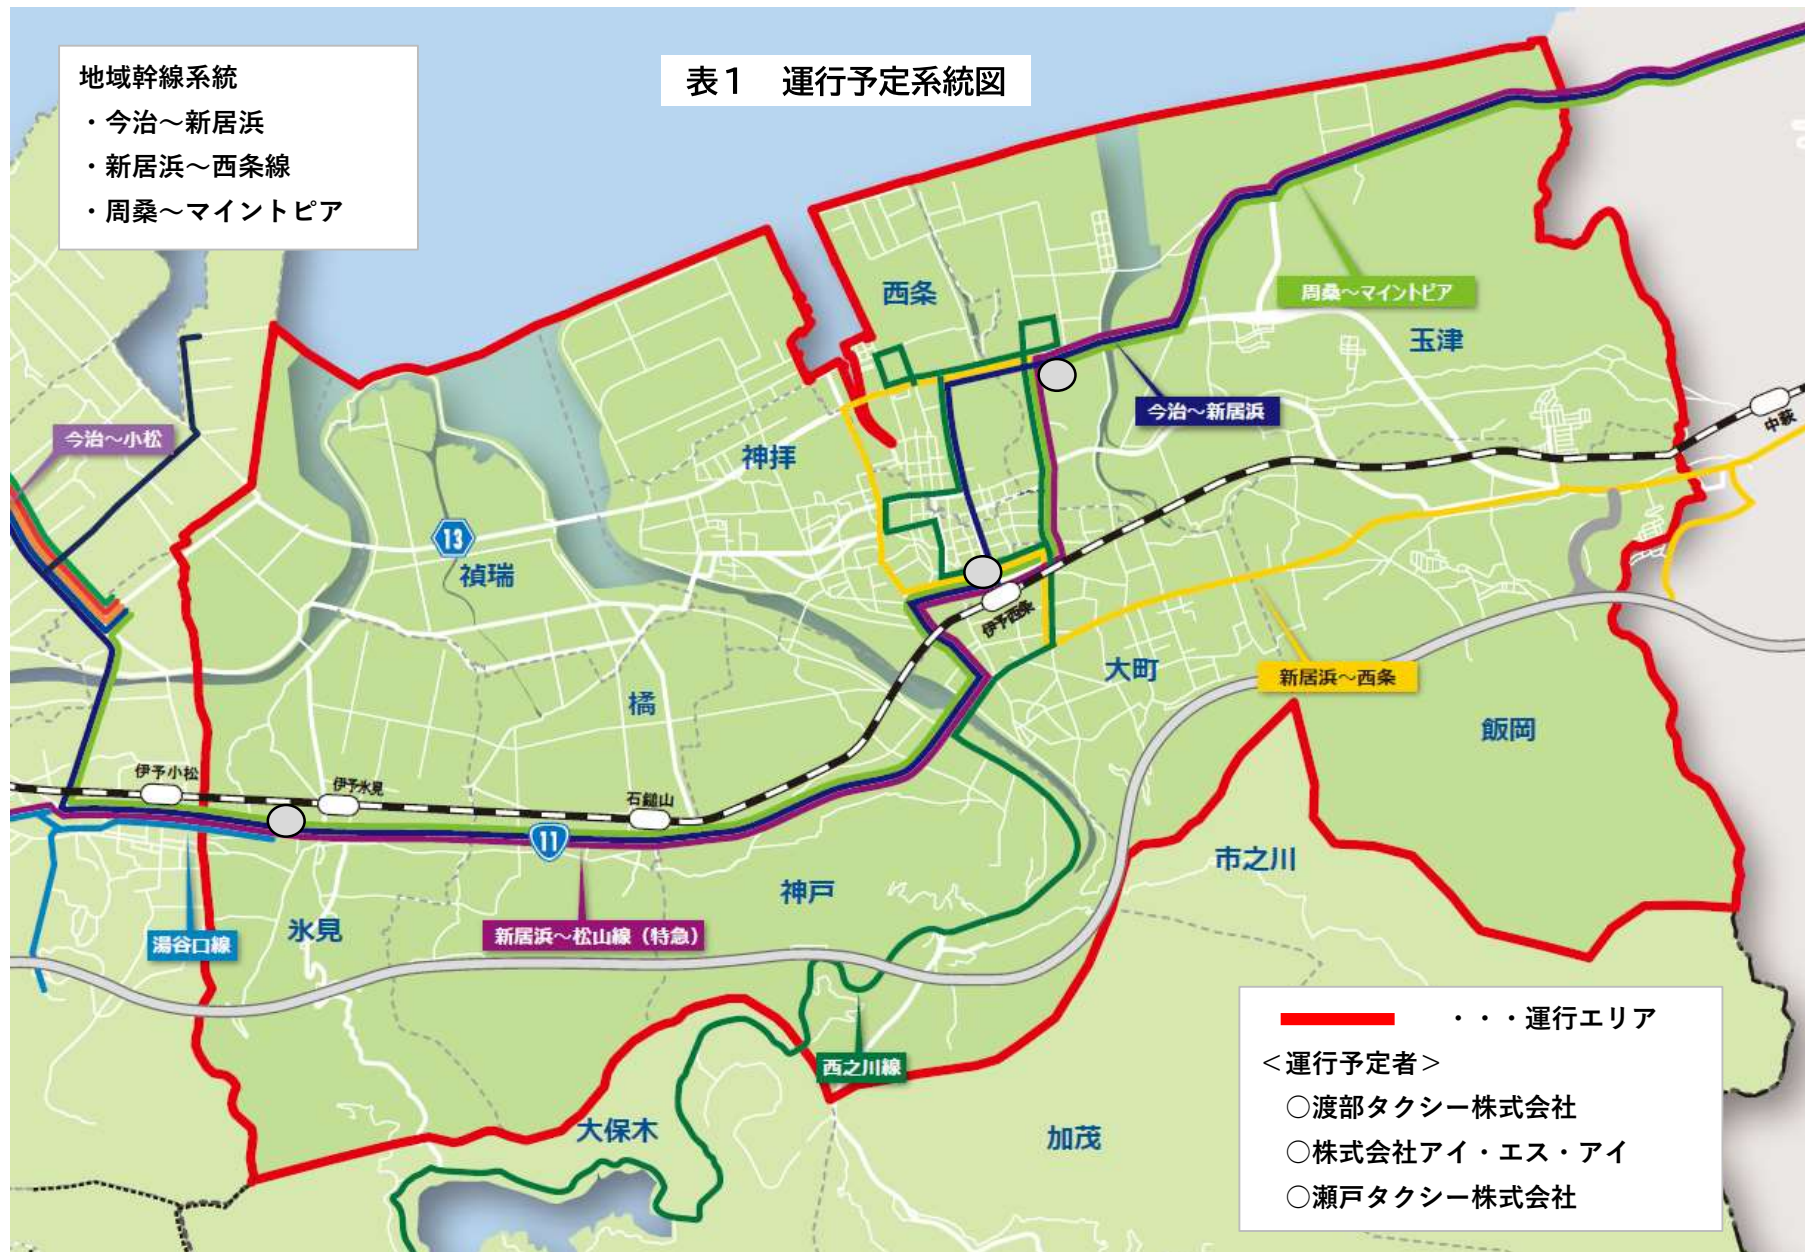 表１　運行予定系統図
地域幹線系統
・今治～新居浜
・新居浜～西条線
・周桑～マイントピア
西条
周桑～マイントピア
玉津
今治～新居浜
中萩
今治～小松
神拝
13
禎瑞
伊予西条
大町
新居浜～西条
橘
飯岡
伊予小松
伊予氷見
石鎚山
11
市之川
神戸
氷見
湯谷口線
新居浜～松山線（特急）
西之川線
大保木
加茂
・・・運行エリア
＜運行予定者＞
○渡部タクシー株式会社
○株式会社アイ・エス・アイ
○瀬戸タクシー株式会社